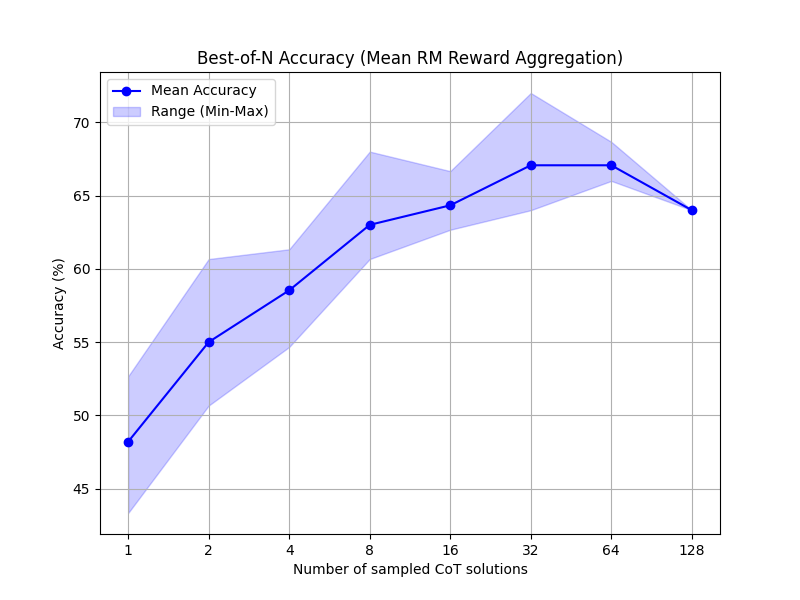 Best-of-N Accuracy (Mean RM Reward Aggregation)
Mean Accuracy
Range (Min-Max)
Accuracy (%)
70
65
60
55
50
45
1 2 4 8 16 32 64 128
Number of sampled CoT solutions